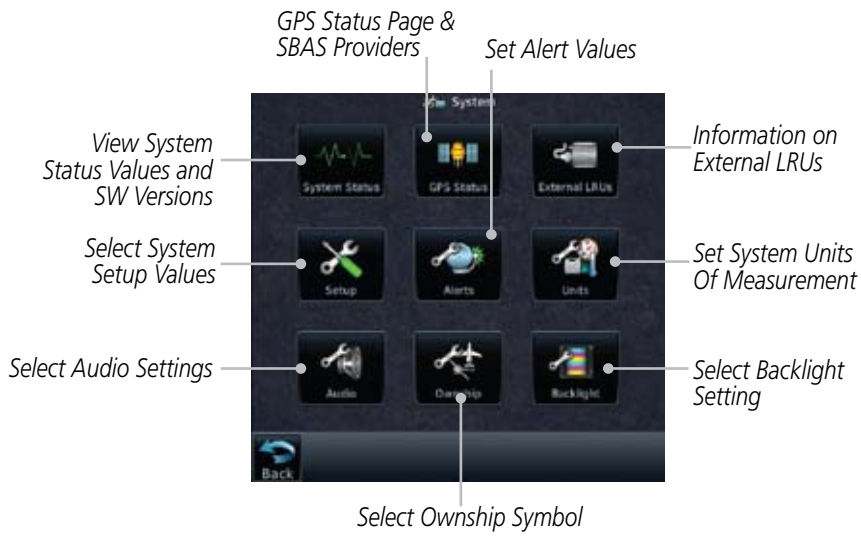 GPS Status Page &
SBAS Providers
Set Alert Values
System
View System
Status Values and
SW Versions
Information on
External LRUs
System Status
GPS Status
External LRUs
Select System
Setup Values
Set System Units
Of Measurement
Setup
Alerts
Units
Select Audio Settings
Select Backlight
Setting
Audio
Ownship
Backlight
Back
Select Ownship Symbol